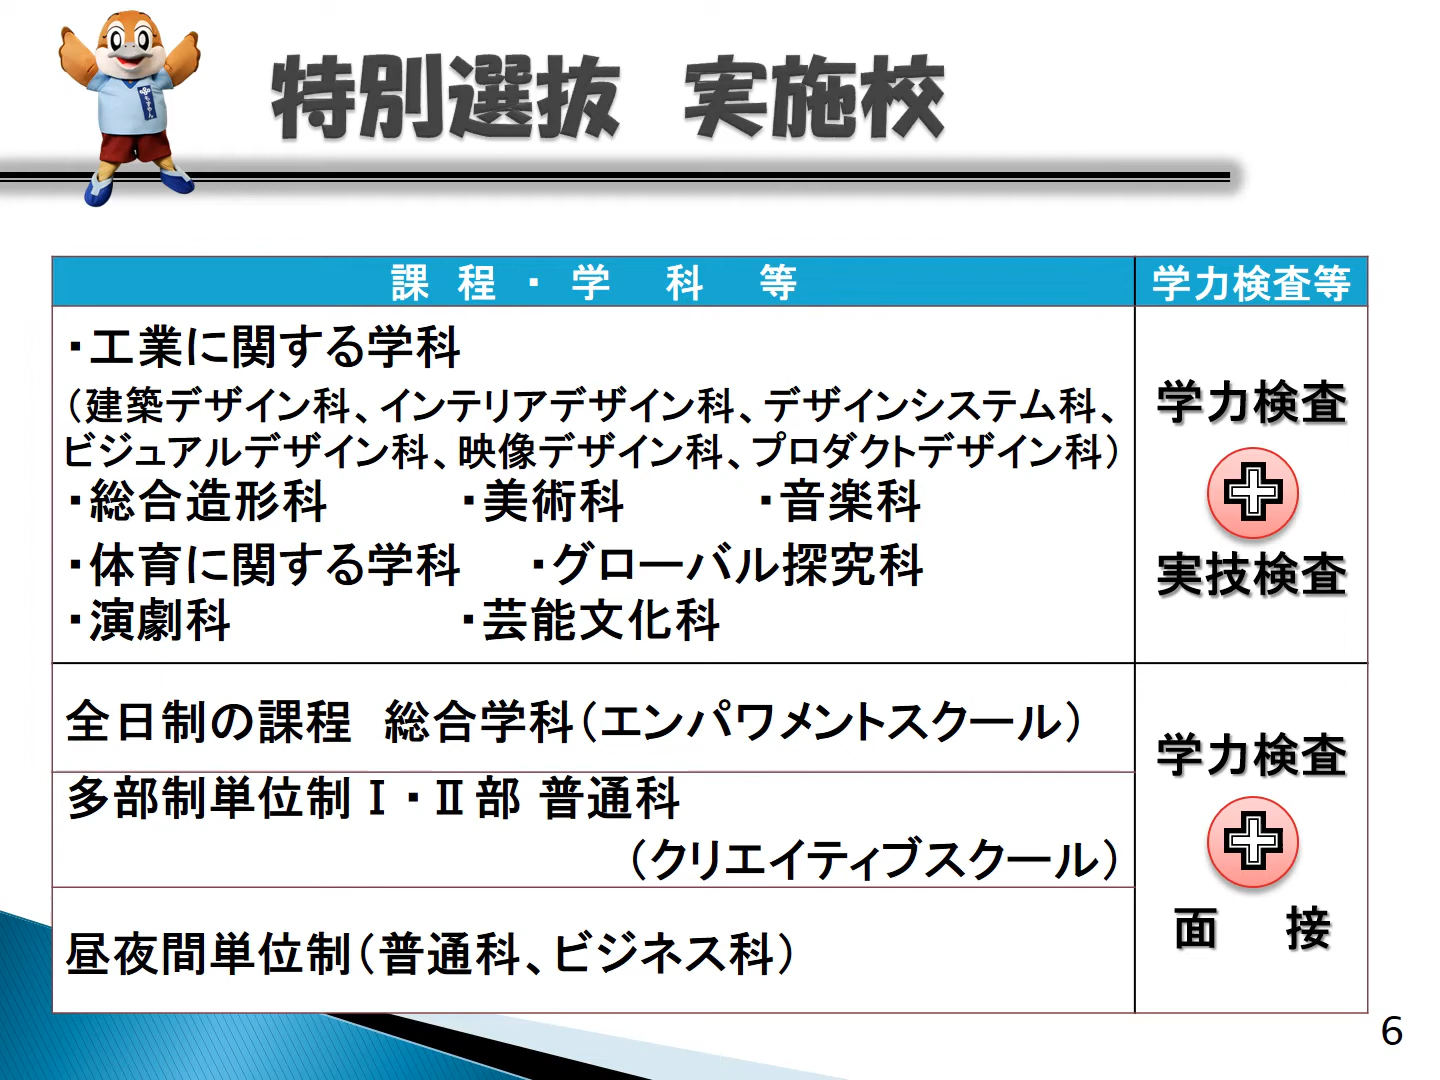 特別選抜　実施校
課　程　・　学　科　等
学力検査等
・工業に関する学科
（建築デザイン科、インテリアデザイン科、デザインシステム科、
ビジュアルデザイン科、映像デザイン科、プロダクトデザイン科）
・総合造形科　・美術科　・音楽科
・体育に関する学科　・グローバル探究科
・演劇科　・芸能文化科
学力検査
実技検査
全日制の課程　総合学科（エンパワメントスクール）
多部制単位制Ⅰ・Ⅱ部 普通科
（クリエイティブスクール）
昼夜間単位制（普通科、ビジネス科）
学力検査
面　接
6